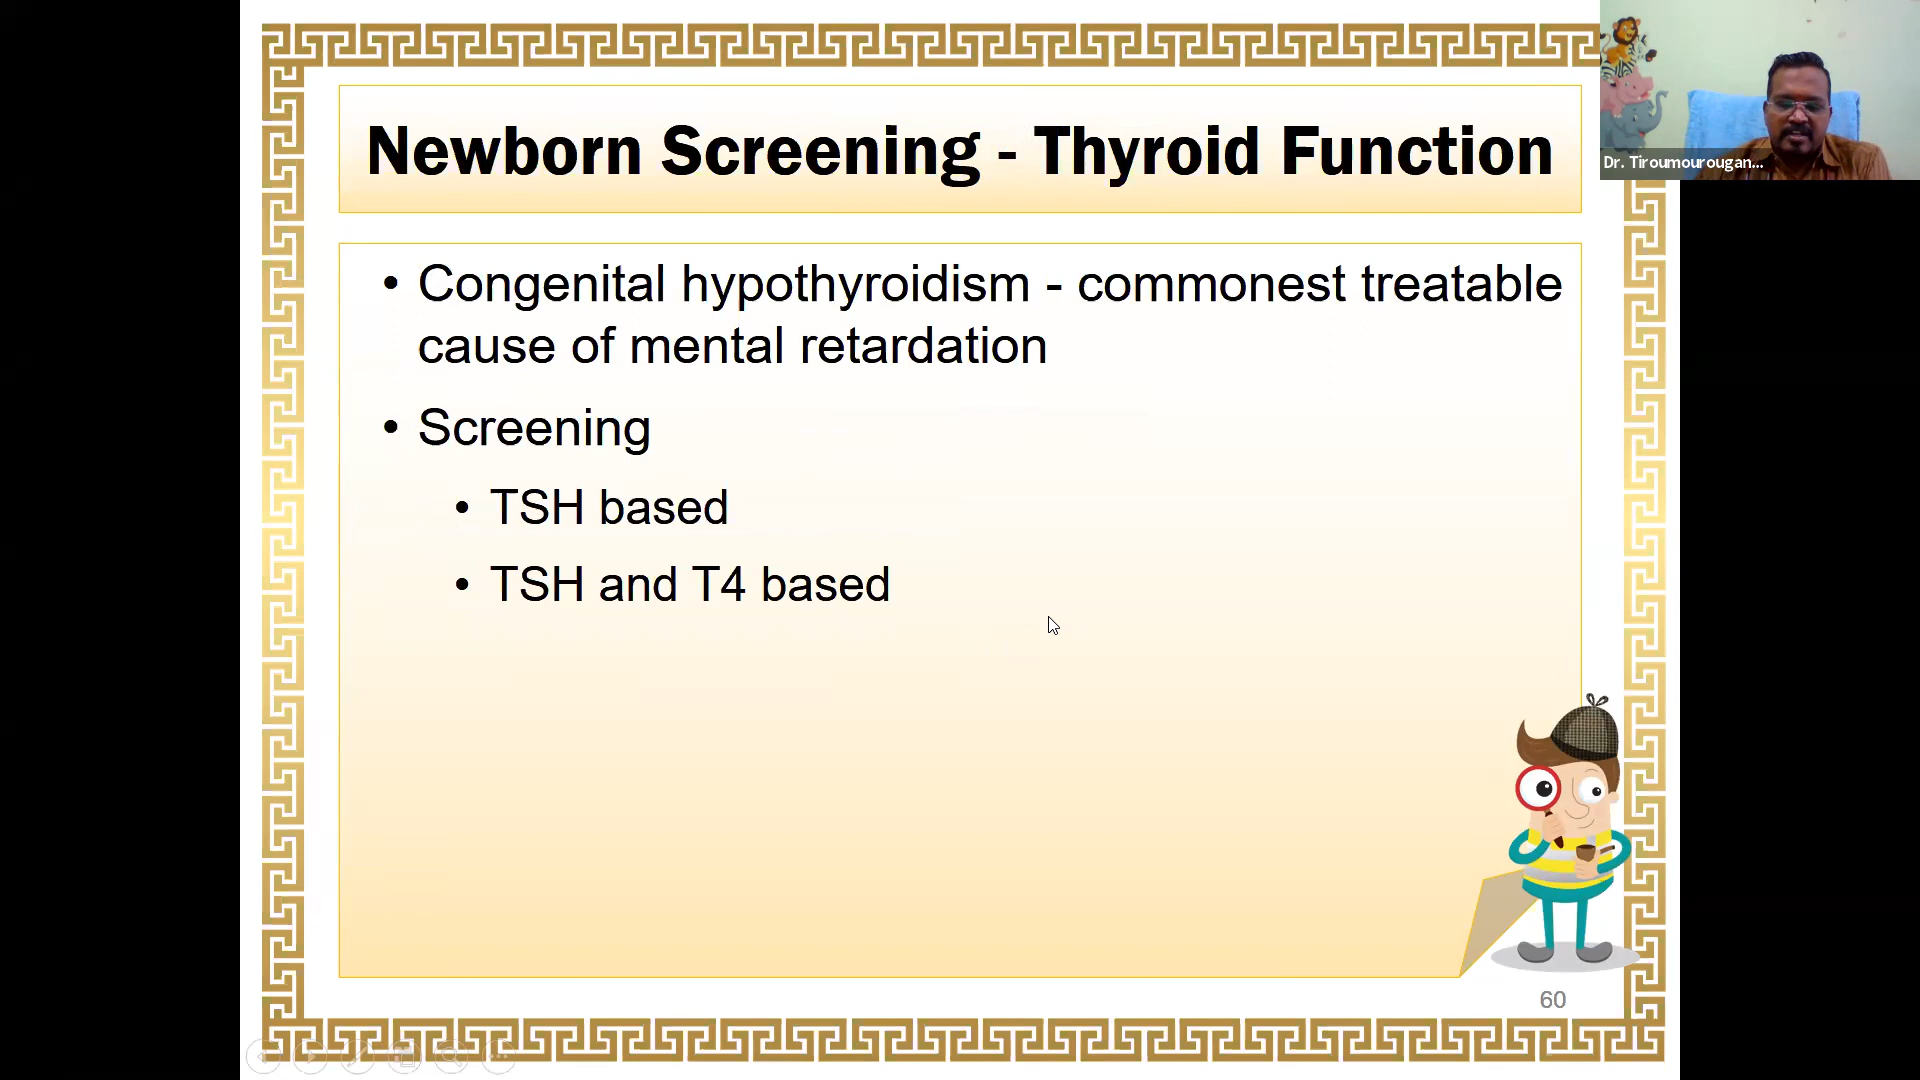 Newborn Screening - Thyroid Function
• Congenital hypothyroidism - commonest treatable
cause of mental retardation
• Screening
• TSH based
• TSH and T4 based
60
Dr. Tiroumourougan...